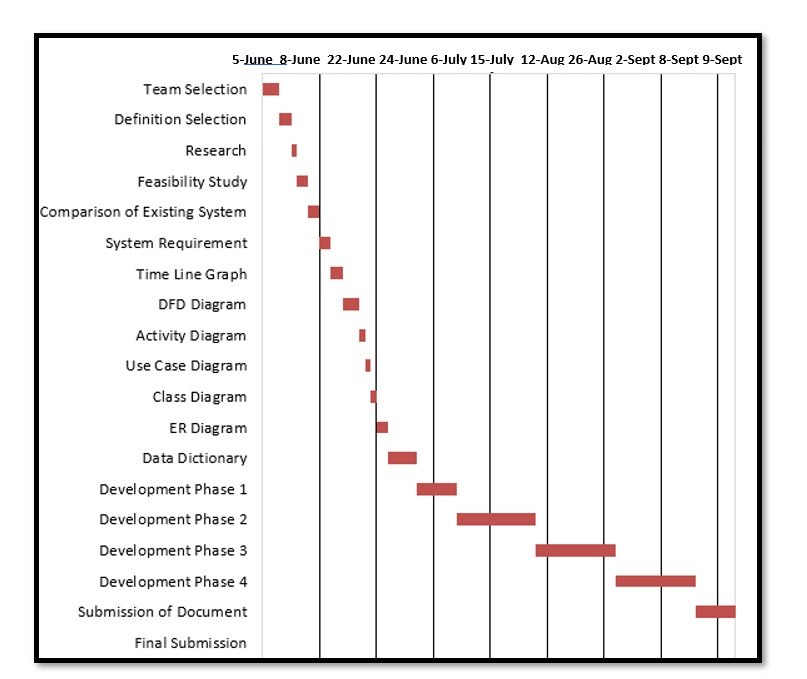 5-June 8-June 22-June 24-June 6-July 15-July 12-Aug 26-Aug 2-Sept 8-Sept 9-Sept
Team Selection
Definition Selection
Research
Feasibility Study
Comparison of Existing System
System Requirement
Time Line Graph
DFD Diagram
Activity Diagram
Use Case Diagram
Class Diagram
ER Diagram
Data Dictionary
Development Phase 1
Development Phase 2
Development Phase 3
Development Phase 4
Submission of Document
Final Submission